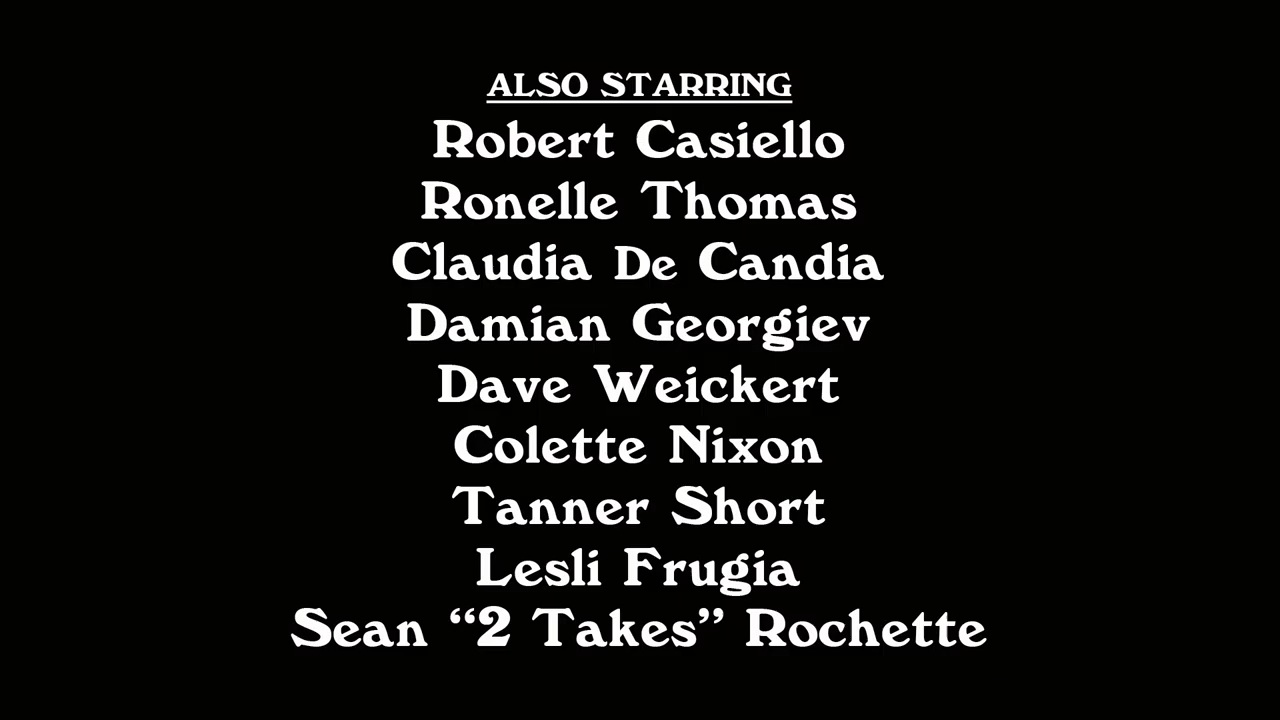 ALSO STARRING
Robert Casiello
Ronelle Thomas
Claudia De Candia
Damian Georgiev
Dave Weickert
Colette Nixon
Tanner Short
Lesli Frugia
Sean “2 Takes” Rochette